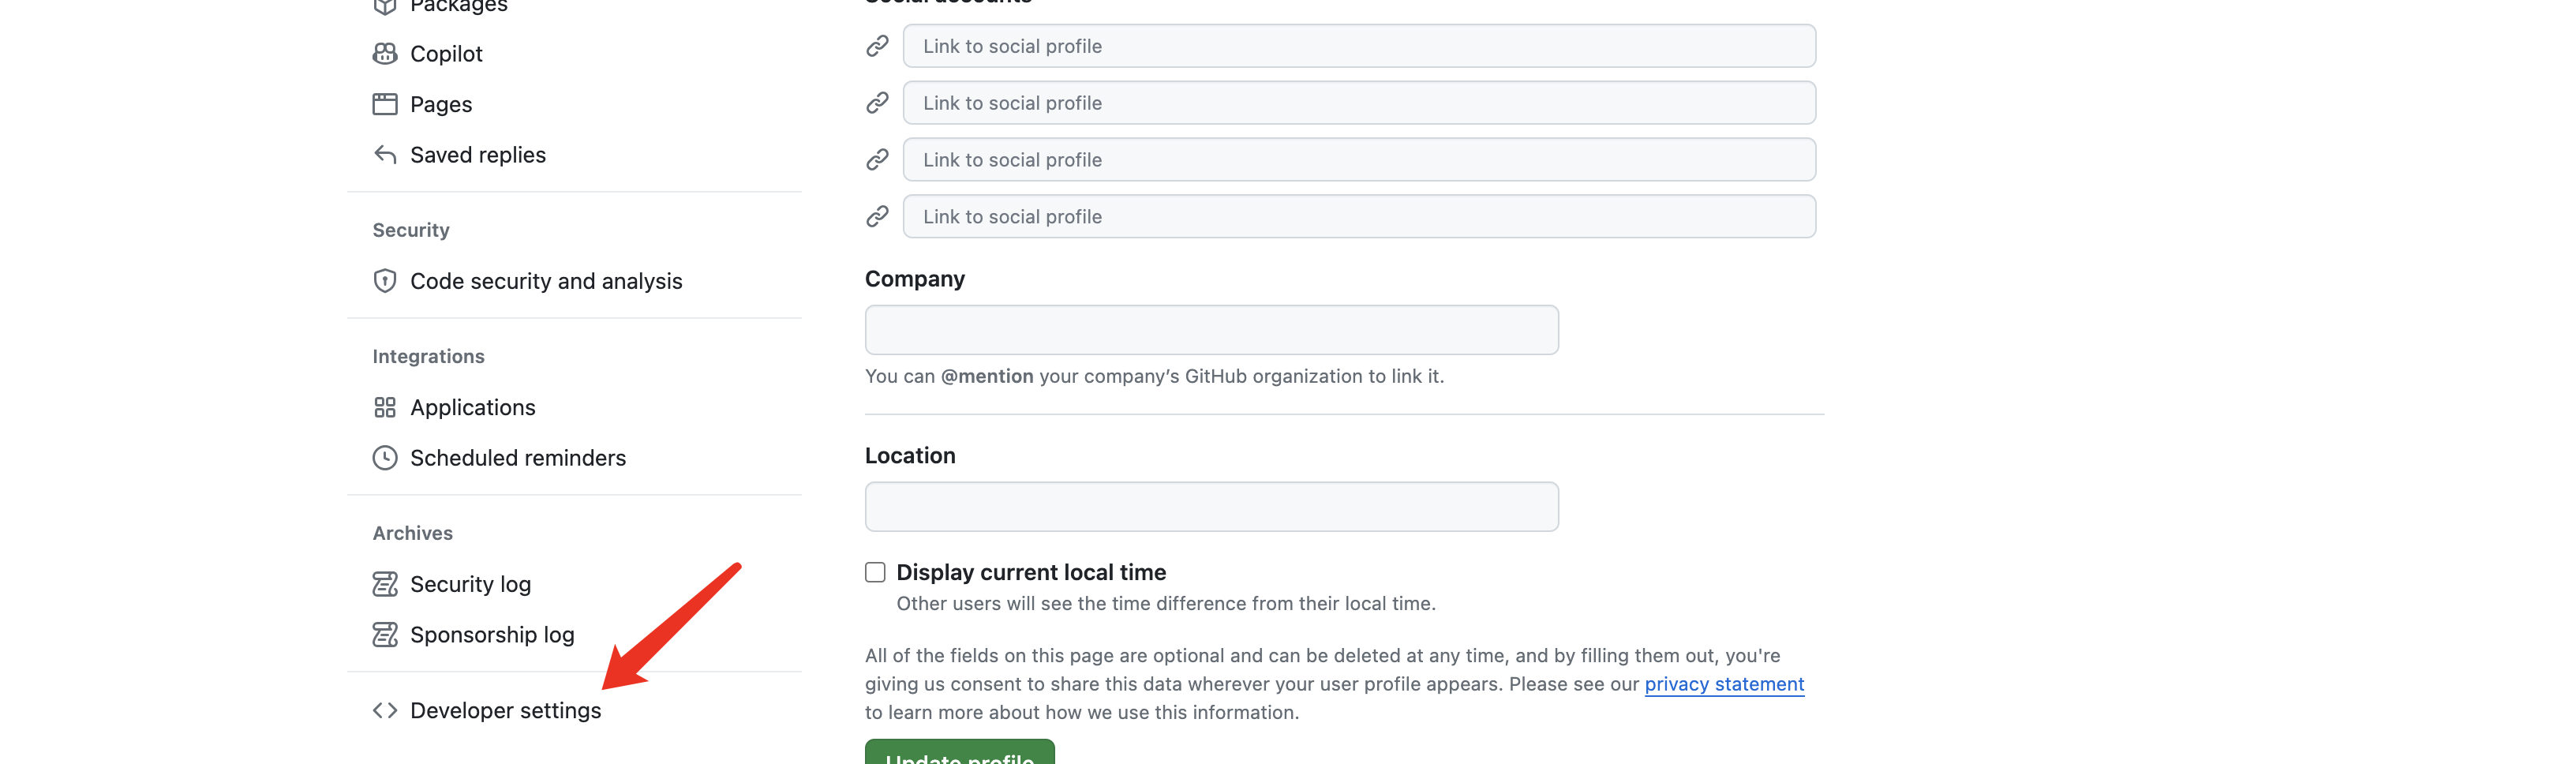 Packages
Copilot
Pages
Saved replies
Security
Code security and analysis
Integrations
Applications
Scheduled reminders
Archives
Security log
Sponsorship log
Developer settings
Social accounts
Link to social profile
Link to social profile
Link to social profile
Link to social profile
Company
You can @mention your company’s GitHub organization to link it.
Location
Display current local time
Other users will see the time difference from their local time.
All of the fields on this page are optional and can be deleted at any time, and by filling them out, you're
giving us consent to share this data wherever your user profile appears. Please see our privacy statement
to learn more about how we use this information.
Update profile